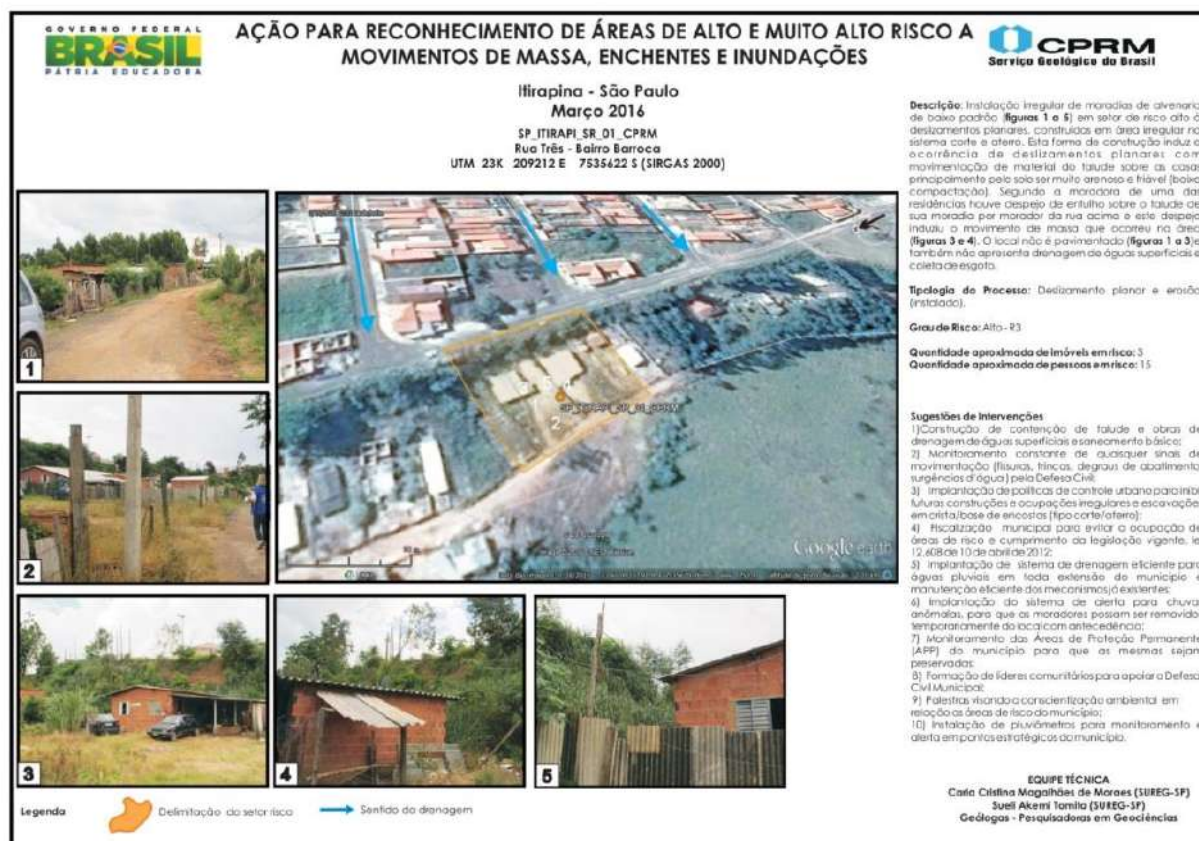 GOVERNO FEDERAL
BRASIL
PÁTRIA EDUCADORA
AÇÃO PARA RECONHECIMENTO DE ÁREAS DE ALTO E MUITO ALTO RISCO A
MOVIMENTOS DE MASSA, ENCHENTES E INUNDAÇÕES
CPRM
Serviço Geológico do Brasil
Itirapina - São Paulo
Março 2016
SP_ITIRAPI_SR_01_CPRM
Rua Três - Bairro Barroca
UTM 23K 209212 E 7535622 S (SIRGAS 2000)
1
2
3
4
5
2
SP_ITIRAPI_SR_01_CPRM
Google earth
Descrição: Instalação irregular de moradias de alvenaria
de baixo padrão (figuras 1 a 5) em setor de risco alto à
deslizamentos planares, construídas em área irregular no
sistema corte e aterro. Esta forma de construção induz a
ocorrência de deslizamentos planares com
movimentação de material do talude sobre as casas
principalmente pelo solo ser muito arenoso e friável (baixa
compactação). Segundo a moradora de uma das
residências houve despejo de entulho sobre o talude de
sua moradia por morador da rua acima e este despejo
induziu o movimento de massa que ocorreu na área
(figuras 3 e 4). O local não é pavimentado (figuras 1 a 3)e
também não apresenta drenagem de águas superficiais e
coleta de esgoto.
Tipologia do Processo: Deslizamento planar e erosão
(instalado).
Grau de Risco: Alto - R3
Quantidade aproximada de imóveis em risco: 3
Quantidade aproximada de pessoas em risco: 15
Sugestões de Intervenções
1)Construção de contenção de talude e obras de
drenagem de águas superficiais e saneamento básico;
2) Monitoramento constante de quaisquer sinais de
movimentação (fissuras, trincas, degraus de abatimento,
surgências d'água) pela Defesa Civil;
3) Implantação de políticas de controle urbano para inibir
futuras construções e ocupações irregulares e escavações
em crista/base de encostas (tipo corte/aterro);
4) Fiscalização municipal para evitar a ocupação de
áreas de risco e cumprimento da legislação vigente, lei
12.608 de 10 de abril de 2012;
5) Implantação de sistema de drenagem eficiente para
águas pluviais em toda extensão do município e
manutenção eficiente dos mecanismos já existentes;
6) Implantação do sistema de alerta para chuvas
anômalas, para que os moradores possam ser removidos
temporariamente do local com antecedência;
7) Monitoramento das Áreas de Proteção Permanente
(APP) do município para que as mesmas sejam
preservadas;
8) Formação de líderes comunitários para apoiar a Defesa
Civil Municipal;
9) Palestras visando a conscientização ambiental em
relação as áreas de risco do município;
10) Instalação de pluviômetros para monitoramento e
alerta em pontos estratégicos do município.
EQUIPE TÉCNICA
Carla Cristina Magalhães de Moraes (SUREG-SP)
Sueli Akemi Tomita (SUREG-SP)
Geólogas - Pesquisadoras em Geociências
Legenda
Delimitação do setor risco
Sentido da drenagem